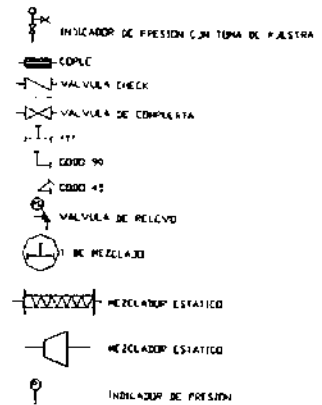 INDICADOR DE PRESION CON TOMA DE MUESTRA
COPLE
VALVULA CHECK
VALVULA DE COMPUERTA
"T"
CODO 90
CODO 45
VALVULA DE RELEVO
T DE MEZCLADO
MEZCLADOR ESTATICO
MEZCLADOR ESTATICO
INDICADOR DE PRESION